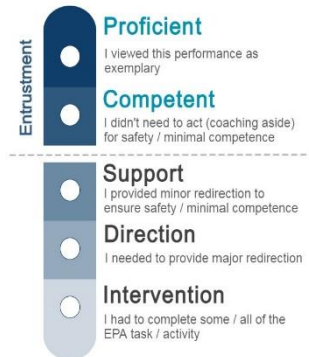 Entrustment
Proficient
I viewed this performance as
exemplary
Competent
I didn't need to act (coaching aside)
for safety / minimal competence
Support
I provided minor redirection to
ensure safety / minimal competence
Direction
I needed to provide major redirection
Intervention
I had to complete some / all of the
EPA task / activity